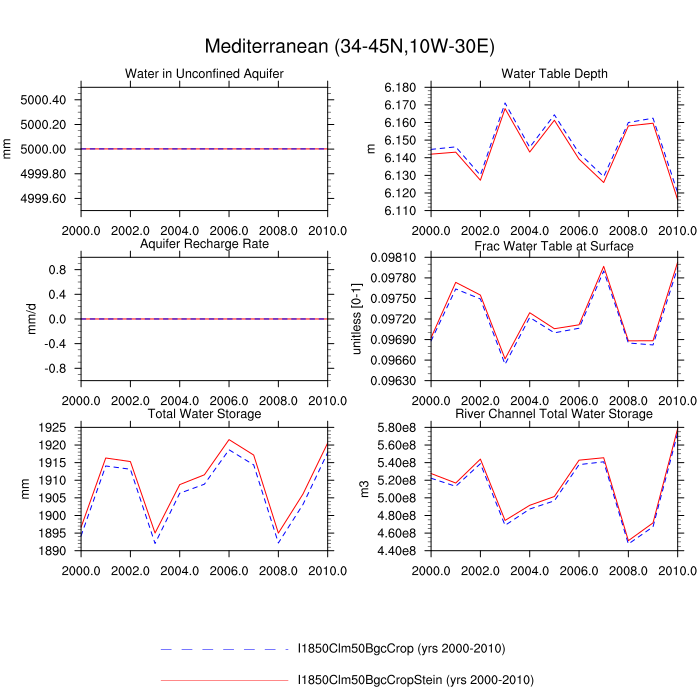 Mediterranean (34-45N,10W-30E)
Water in Unconfined Aquifer
5000.40
5000.20
5000.00
4999.80
4999.60
mm
2000.0 2002.0 2004.0 2006.0 2008.0 2010.0
Water Table Depth
6.180
6.170
6.160
6.150
6.140
6.130
6.120
6.110
m
2000.0 2002.0 2004.0 2006.0 2008.0 2010.0
Aquifer Recharge Rate
0.8
0.4
0.0
-0.4
-0.8
mm/d
2000.0 2002.0 2004.0 2006.0 2008.0 2010.0
Frac Water Table at Surface
0.09810
0.09780
0.09750
0.09720
0.09690
0.09660
0.09630
unitless [0-1]
2000.0 2002.0 2004.0 2006.0 2008.0 2010.0
Total Water Storage
1925
1920
1915
1910
1905
1900
1895
1890
mm
2000.0 2002.0 2004.0 2006.0 2008.0 2010.0
River Channel Total Water Storage
5.80e8
5.60e8
5.40e8
5.20e8
5.00e8
4.80e8
4.60e8
4.40e8
m3
2000.0 2002.0 2004.0 2006.0 2008.0 2010.0
I1850Clm50BgcCrop (yrs 2000-2010)
I1850Clm50BgcCropStein (yrs 2000-2010)